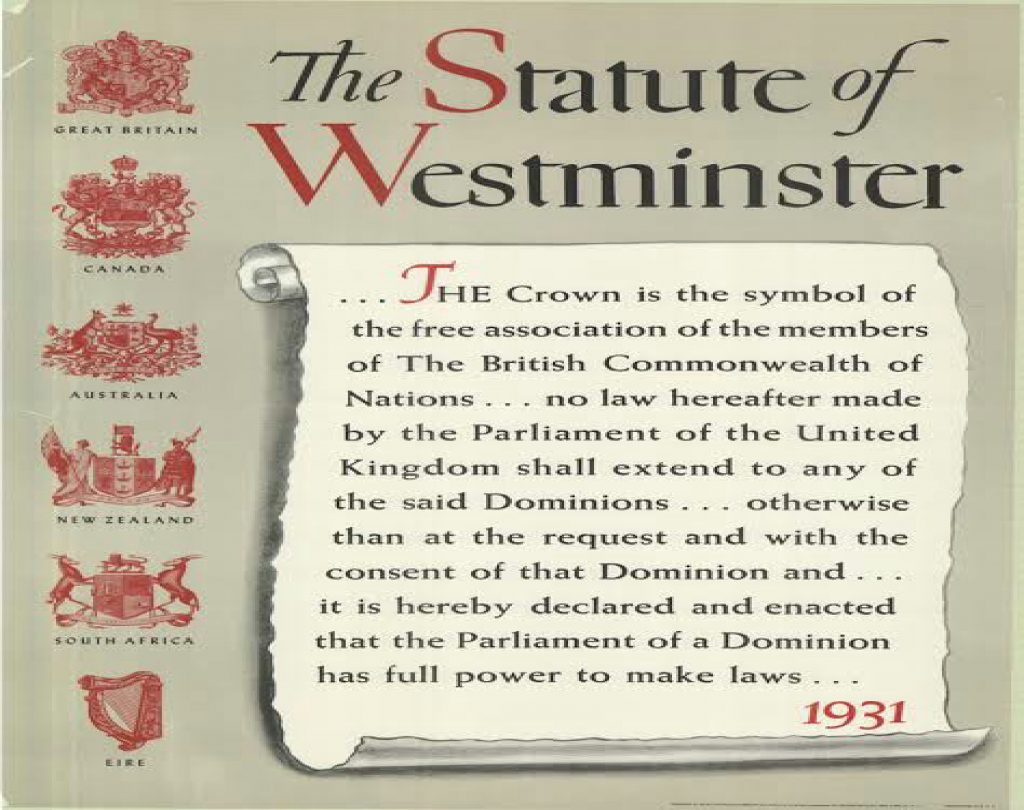 The Statute of
Westminster
GREAT BRITAIN
CANADA
AUSTRALIA
NEW ZEALAND
SOUTH AFRICA
EIRE
... THE Crown is the symbol of
the free association of the members
of The British Commonwealth of
Nations ... no law hereafter made
by the Parliament of the United
Kingdom shall extend to any of
the said Dominions ... otherwise
than at the request and with the
consent of that Dominion and ...
it is hereby declared and enacted
that the Parliament of a Dominion
has full power to make laws ...
1931